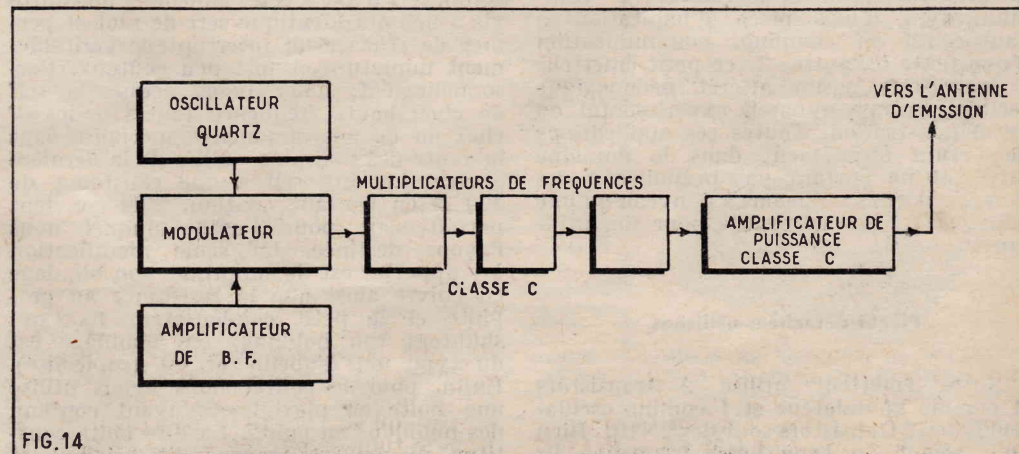 OSCILLATEUR
QUARTZ
VERS L'ANTENNE
D'EMISSION
MULTIPLICATEURS DE FREQUENCES
MODULATEUR
AMPLIFICATEUR DE
PUISSANCE
CLASSE C
CLASSE C
AMPLIFICATEUR
DE B.F.
FIG.14